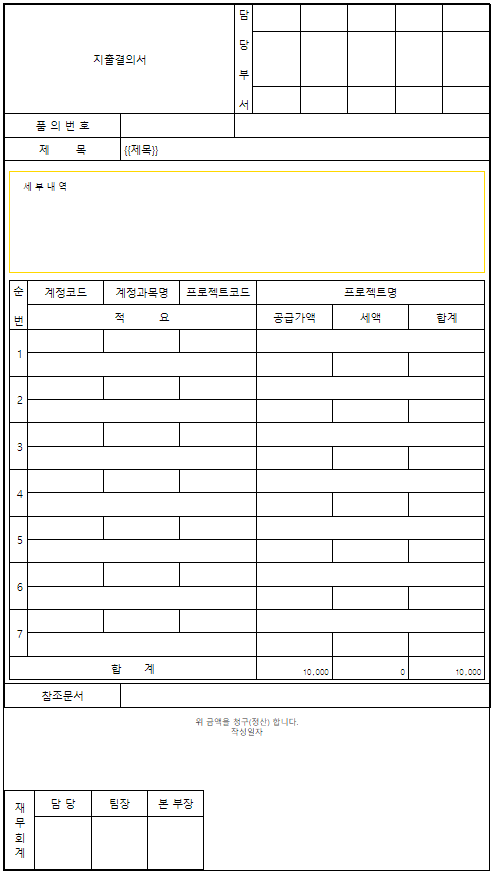 지출결의서
담
당
부
서
품 의 번 호
제 목
{{제목}}
세 부 내 역
순
번
계정코드 계정과목명 프로젝트코드 프로젝트명
적 요 공급가액 세액 합계
1
2
3
4
5
6
7
합 계 10,000 0 10,000
참조문서
위 금액을 청구(정산) 합니다.
작성일자
재
무
회
계
담 당 팀장 본 부장